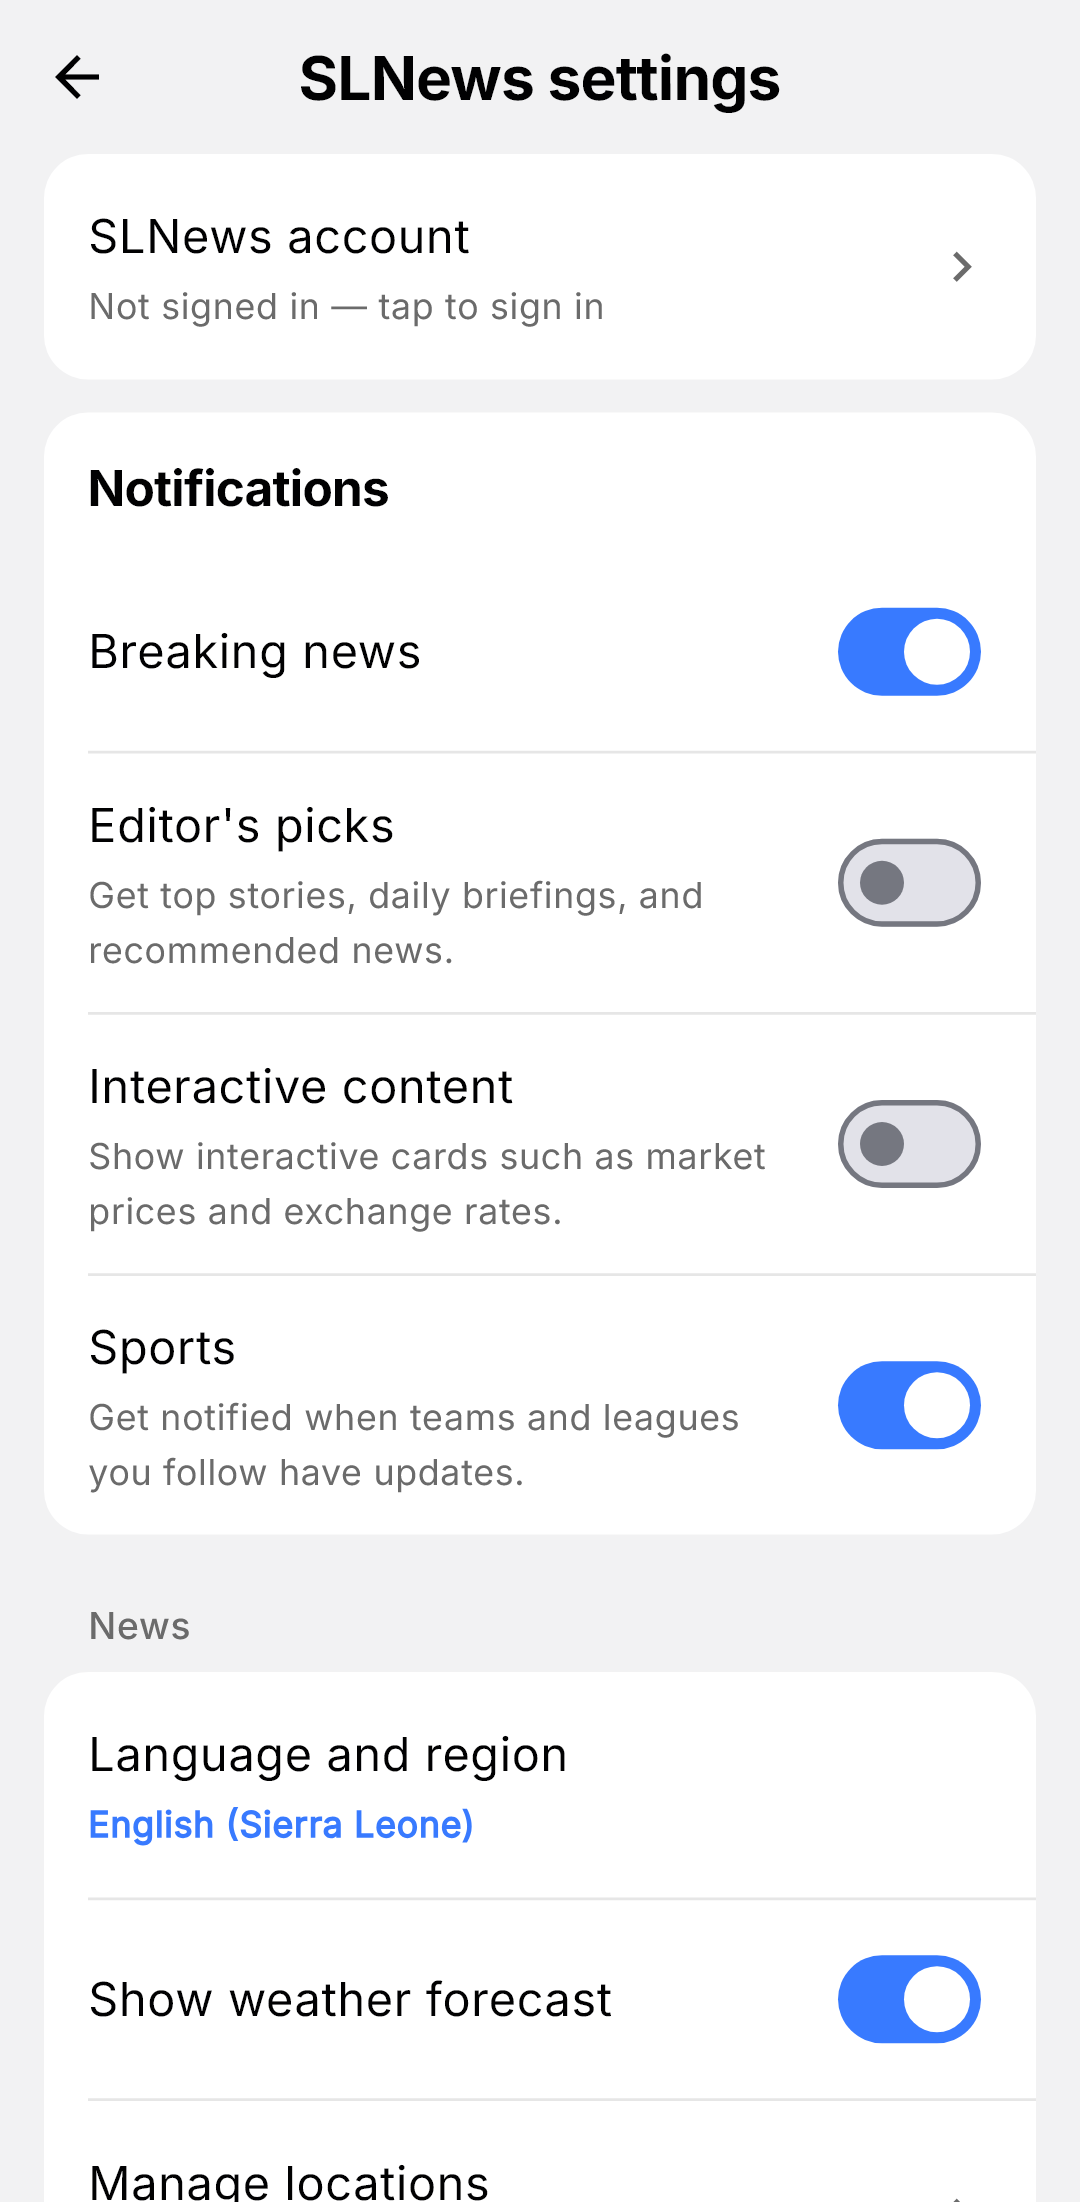 SLNews settings
SLNews account
Not signed in — tap to sign in
Notifications
Breaking news
Editor's picks
Get top stories, daily briefings, and
recommended news.
Interactive content
Show interactive cards such as market
prices and exchange rates.
Sports
Get notified when teams and leagues
you follow have updates.
News
Language and region
English (Sierra Leone)
Show weather forecast
Manage locations